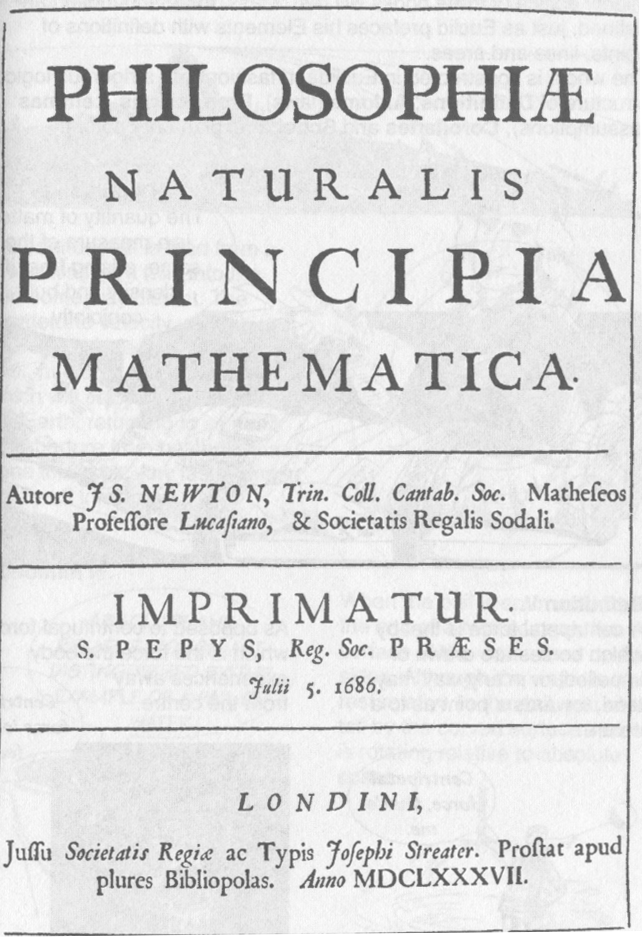 PHILOSOPHIÆ
NATURALIS
PRINCIPIA
MATHEMATICA.
Autore JS. NEWTON, Trin. Coll. Cantab. Soc. Matheſeos
Profeſſore Lucaſiano, & Societatis Regalis Sodali.
IMPRIMATUR.
S. PEPYS, Reg. Soc. PRÆSES.
Julii 5. 1686.
LONDINI,
Juſſu Societatis Regiæ ac Typis Joſephi Streater. Proſtat apud
plures Bibliopolas. Anno MDCLXXXVII.